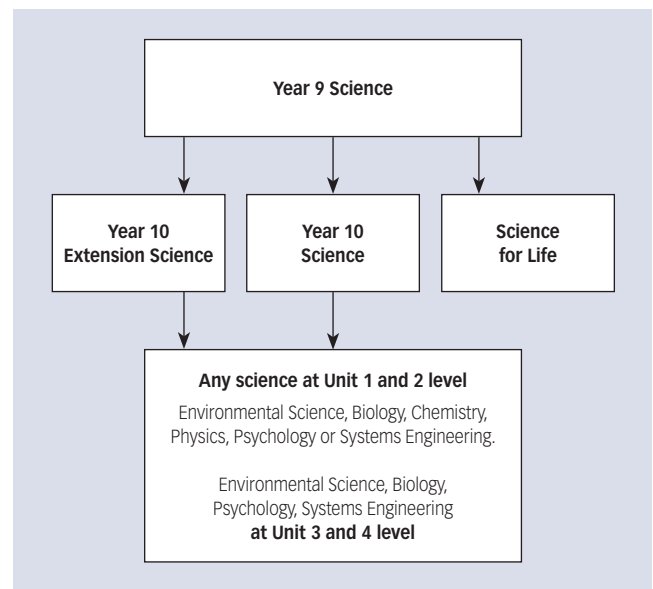 Year 9 Science
Year 10
Extension Science
Year 10
Science
Science
for Life
Any science at Unit 1 and 2 level
Environmental Science, Biology, Chemistry,
Physics, Psychology or Systems Engineering.
Environmental Science, Biology,
Psychology, Systems Engineering
at Unit 3 and 4 level